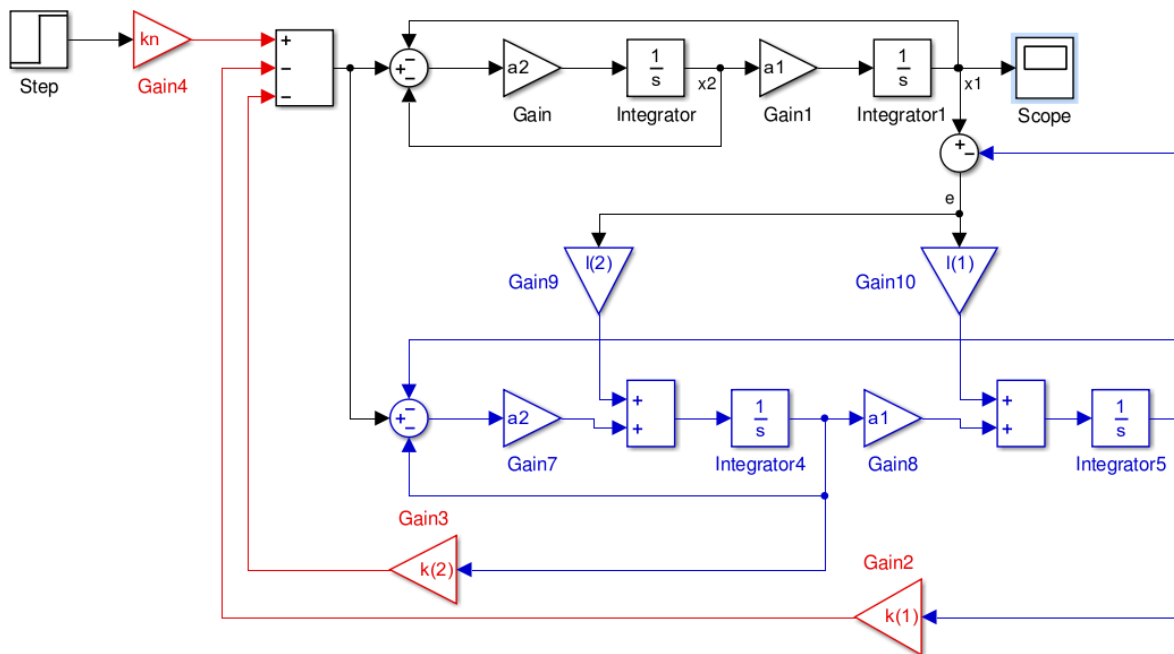 kn
+
−
−
Step
Gain4
−
+
−
a2
1
s
x2
a1
1
s
x1
Gain
Integrator
Gain1
Integrator1
Scope
+
−
e
l(2)
l(1)
Gain9
Gain10
−
+
−
a2
+
+
1
s
a1
+
+
1
s
Gain7
Integrator4
Gain8
Integrator5
Gain3
k(2)
Gain2
k(1)